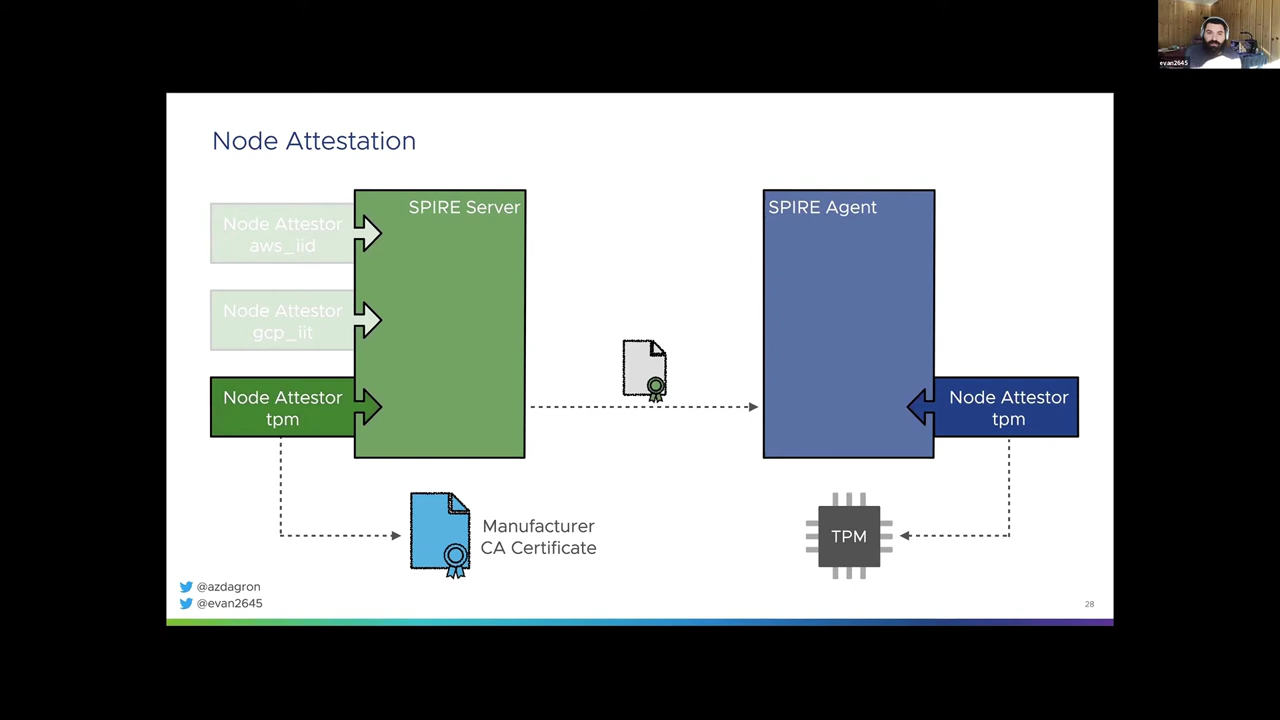 evan2645
Node Attestation
SPIRE Server
SPIRE Agent
Node Attestor
aws_iid
Node Attestor
gcp_iit
Node Attestor
tpm
Node Attestor
tpm
Manufacturer
CA Certificate
TPM
@azdagron
@evan2645
28